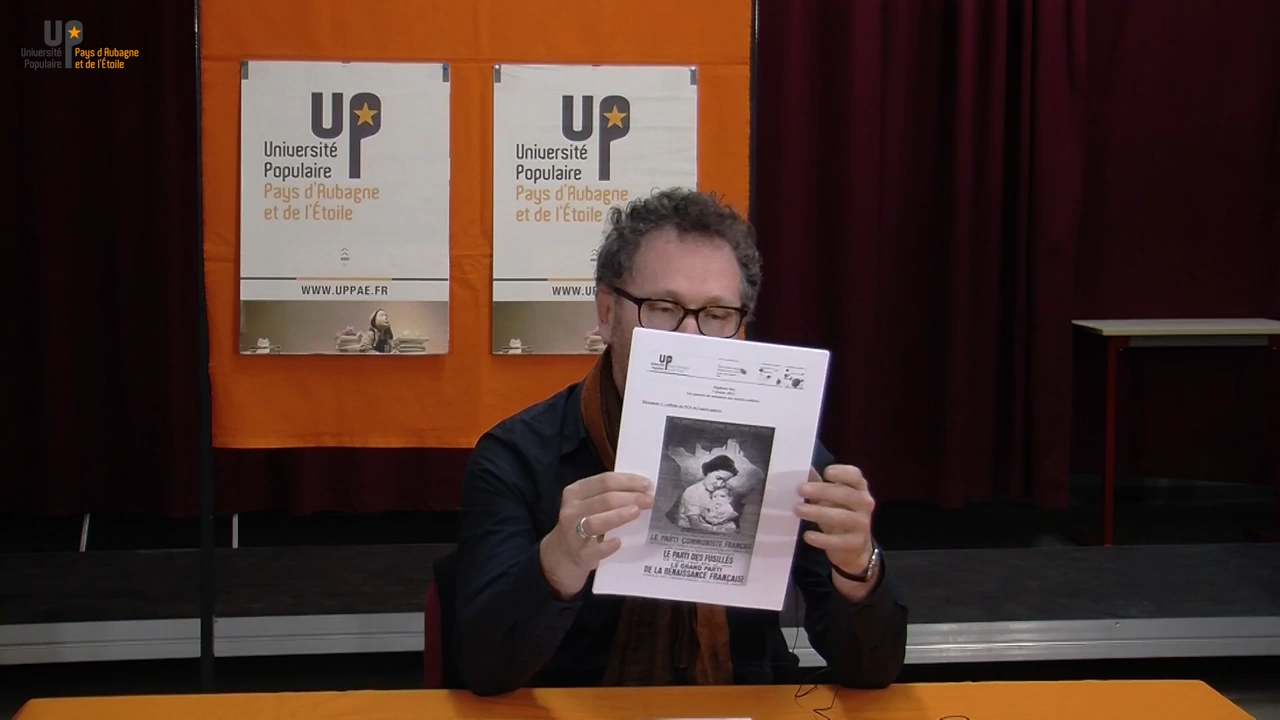 UP
Université
Populaire
Pays d'Aubagne
et de l'Étoile
UP
Université
Populaire
Pays d'Aubagne
et de l'Étoile
WWW.UPPAE.FR
UP
Université
Populaire
Pays d'Aubagne
et de l'Étoile
WWW.UP
UP
LE PARTI COMMUNISTE FRANÇAIS
LE PARTI DES FUSILLÉS
LE GRAND PARTI
DE LA RENAISSANCE FRANÇAISE